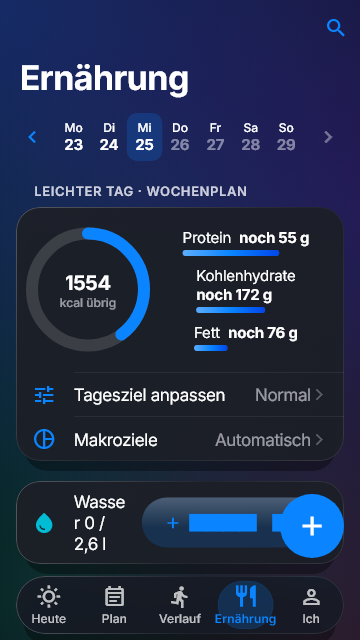 Ernährung
Mo Di Mi Do Fr Sa So
23 24 25 26 27 28 29
LEICHTER TAG · WOCHENPLAN
1554
kcal übrig
Protein noch 55 g
Kohlenhydrate
noch 172 g
Fett noch 76 g
Tagesziel anpassen Normal
Makroziele Automatisch
Wasse
r 0 /
2,6 l
+
+
Heute Plan Verlauf Ernährung Ich